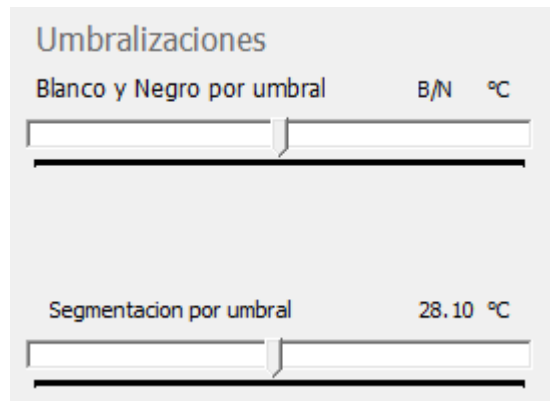 Umbralizaciones
Blanco y Negro por umbral B/N ºC
Segmentacion por umbral 28.10 ºC